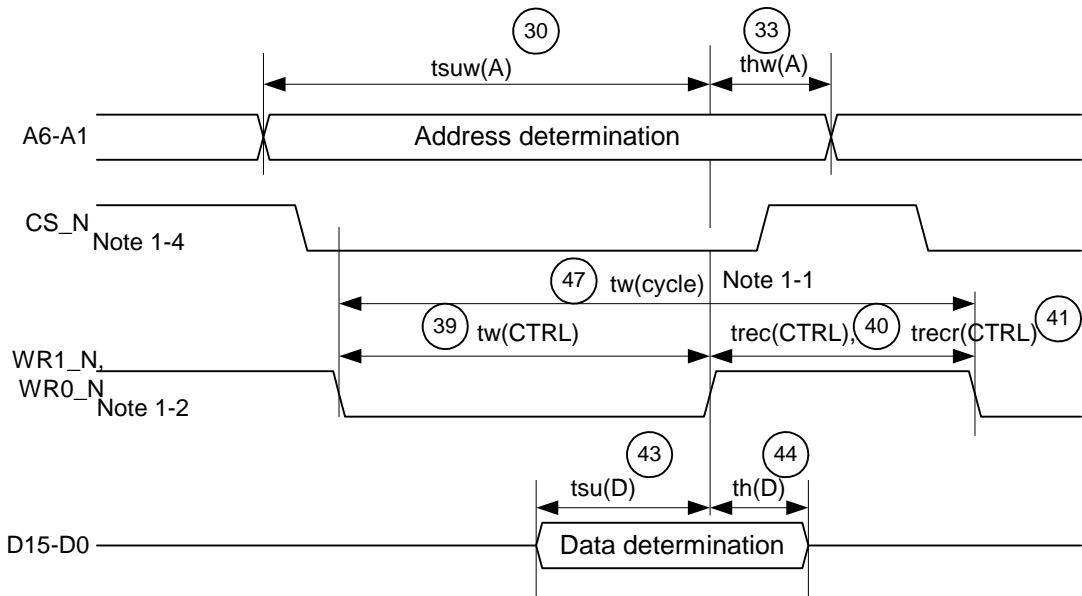 30
33
tsuw(A)
thw(A)
A6-A1
Address determination
CS_N
Note 1-4
47
tw(cycle)
Note 1-1
39
tw(CTRL)
trec(CTRL),
40
trecr(CTRL)
41
WR1_N,
WR0_N
Note 1-2
43
44
tsu(D)
th(D)
D15-D0
Data determination